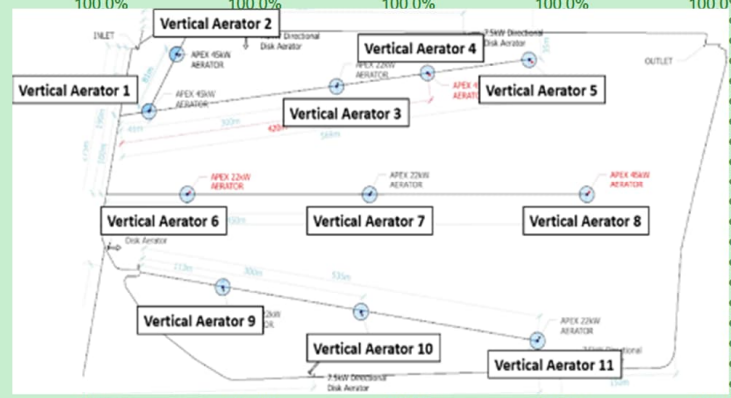 100.0%
100.0%
100.0%
100.0%
100.0
Vertical Aerator 2
INLET
Directional
Disk Aerator
7.5kW Directional
Disk Aerator
APEX 45kW
AERATOR
Vertical Aerator 4
OUTLET
APEX 22kW
AERATOR
Vertical Aerator 1
APEX 45kW
AERATOR
Vertical Aerator 5
Vertical Aerator 3
300m
APEX 22kW
AERATOR
APEX 22kW
AERATOR
APEX 45kW
AERATOR
Vertical Aerator 6
Vertical Aerator 7
Vertical Aerator 8
Disk Aerator
300m
535m
Vertical Aerator 9
APEX 22kW
AERATOR
Vertical Aerator 10
Vertical Aerator 11
7.5kW Directional
Disk Aerator